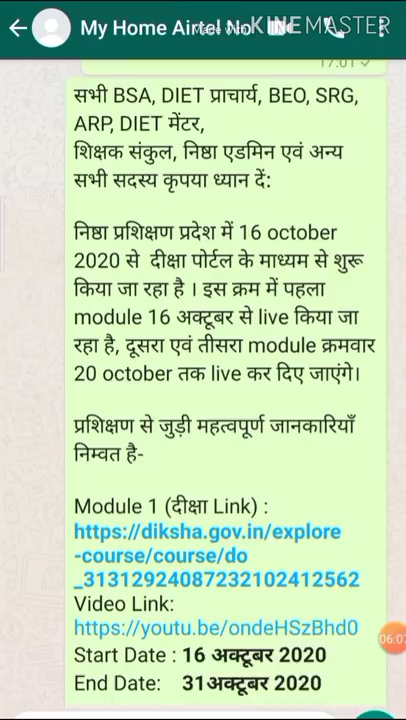 My Home Airtel No
Made with KINEMASTER
17:01
सभी BSA, DIET प्राचार्य, BEO, SRG,
ARP, DIET मेंटर,
शिक्षक संकुल, निष्ठा एडमिन एवं अन्य
सभी सदस्य कृपया ध्यान दें:
निष्ठा प्रशिक्षण प्रदेश में 16 october
2020 से दीक्षा पोर्टल के माध्यम से शुरू
किया जा रहा है । इस क्रम में पहला
module 16 अक्टूबर से live किया जा
रहा है, दूसरा एवं तीसरा module क्रमवार
20 october तक live कर दिए जाएंगे।
प्रशिक्षण से जुड़ी महत्वपूर्ण जानकारियाँ
निम्वत है-
Module 1 (दीक्षा Link) :
https://diksha.gov.in/explore
-course/course/do
_31312924087232102412562
Video Link:
https://youtu.be/ondeHSzBhd0
Start Date : 16 अक्टूबर 2020
End Date: 31अक्टूबर 2020